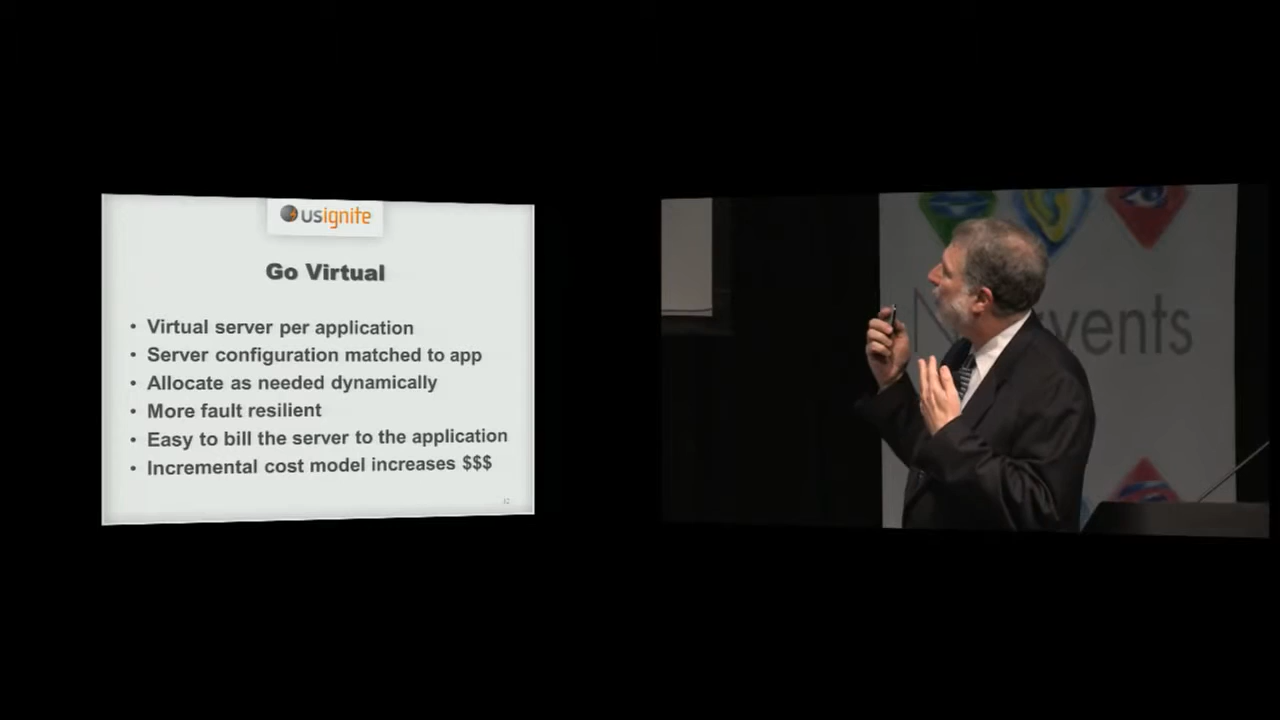 usignite
Go Virtual
• Virtual server per application
• Server configuration matched to app
• Allocate as needed dynamically
• More fault resilient
• Easy to bill the server to the application
• Incremental cost model increases $$$